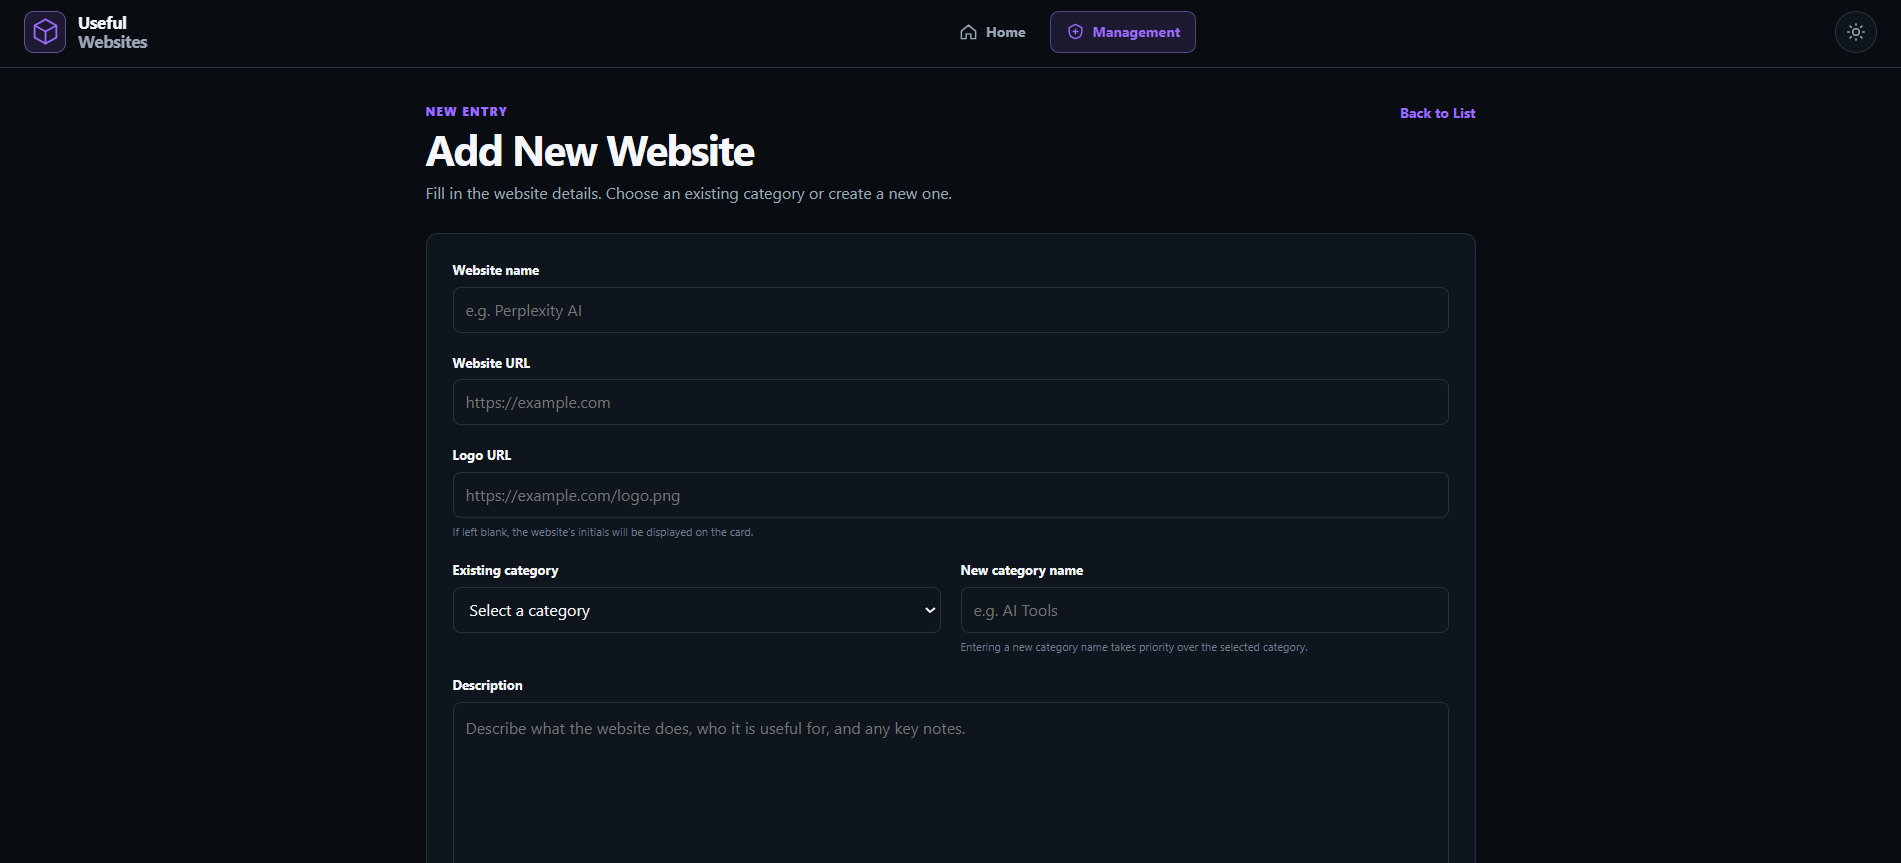 Useful
Websites
Home
Management
NEW ENTRY
Back to List
Add New Website
Fill in the website details. Choose an existing category or create a new one.
Website name
e.g. Perplexity AI
Website URL
https://example.com
Logo URL
https://example.com/logo.png
If left blank, the website's initials will be displayed on the card.
Existing category
Select a category
New category name
e.g. AI Tools
Entering a new category name takes priority over the selected category.
Description
Describe what the website does, who it is useful for, and any key notes.